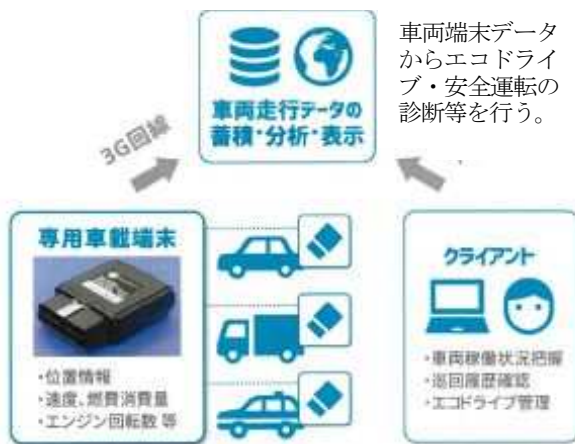 車両端末データ
からエコドライ
ブ・安全運転の
診断等を行う。
車両走行データの
蓄積・分析・表示
3G回線
専用車載端末
・位置情報
・速度、燃費消費量
・エンジン回転数 等
クライアント
・車両稼働状況把握
・巡回履歴確認
・エコドライブ管理